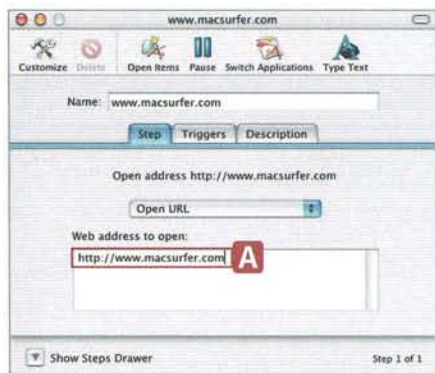 www.macsurfer.com
Customize Delete Open Items Pause Switch Applications Type Text
Name: www.macsurfer.com
Step Triggers Description
Open address http://www.macsurfer.com
Open URL
Web address to open:
http://www.macsurfer.com A
Show Steps Drawer Step 1 of 1